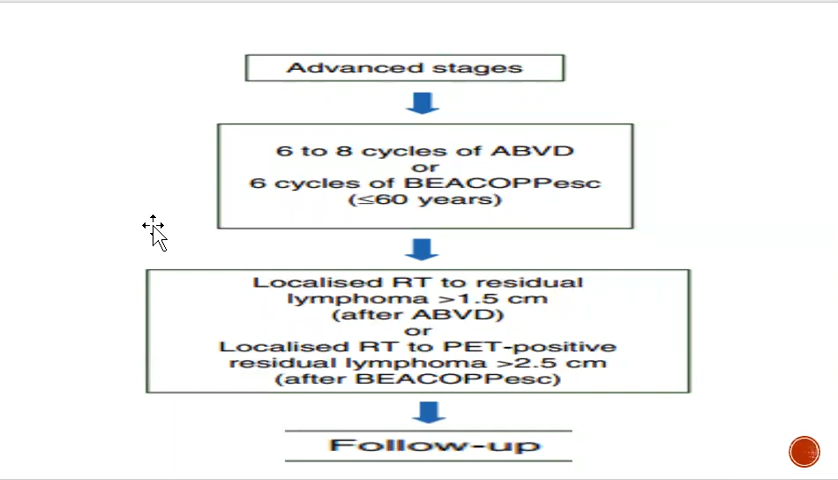 Advanced stages
6 to 8 cycles of ABVD
or
6 cycles of BEACOPPesc
(≤60 years)
Localised RT to residual
lymphoma >1.5 cm
(after ABVD)
or
Localised RT to PET-positive
residual lymphoma >2.5 cm
(after BEACOPPesc)
Follow-up